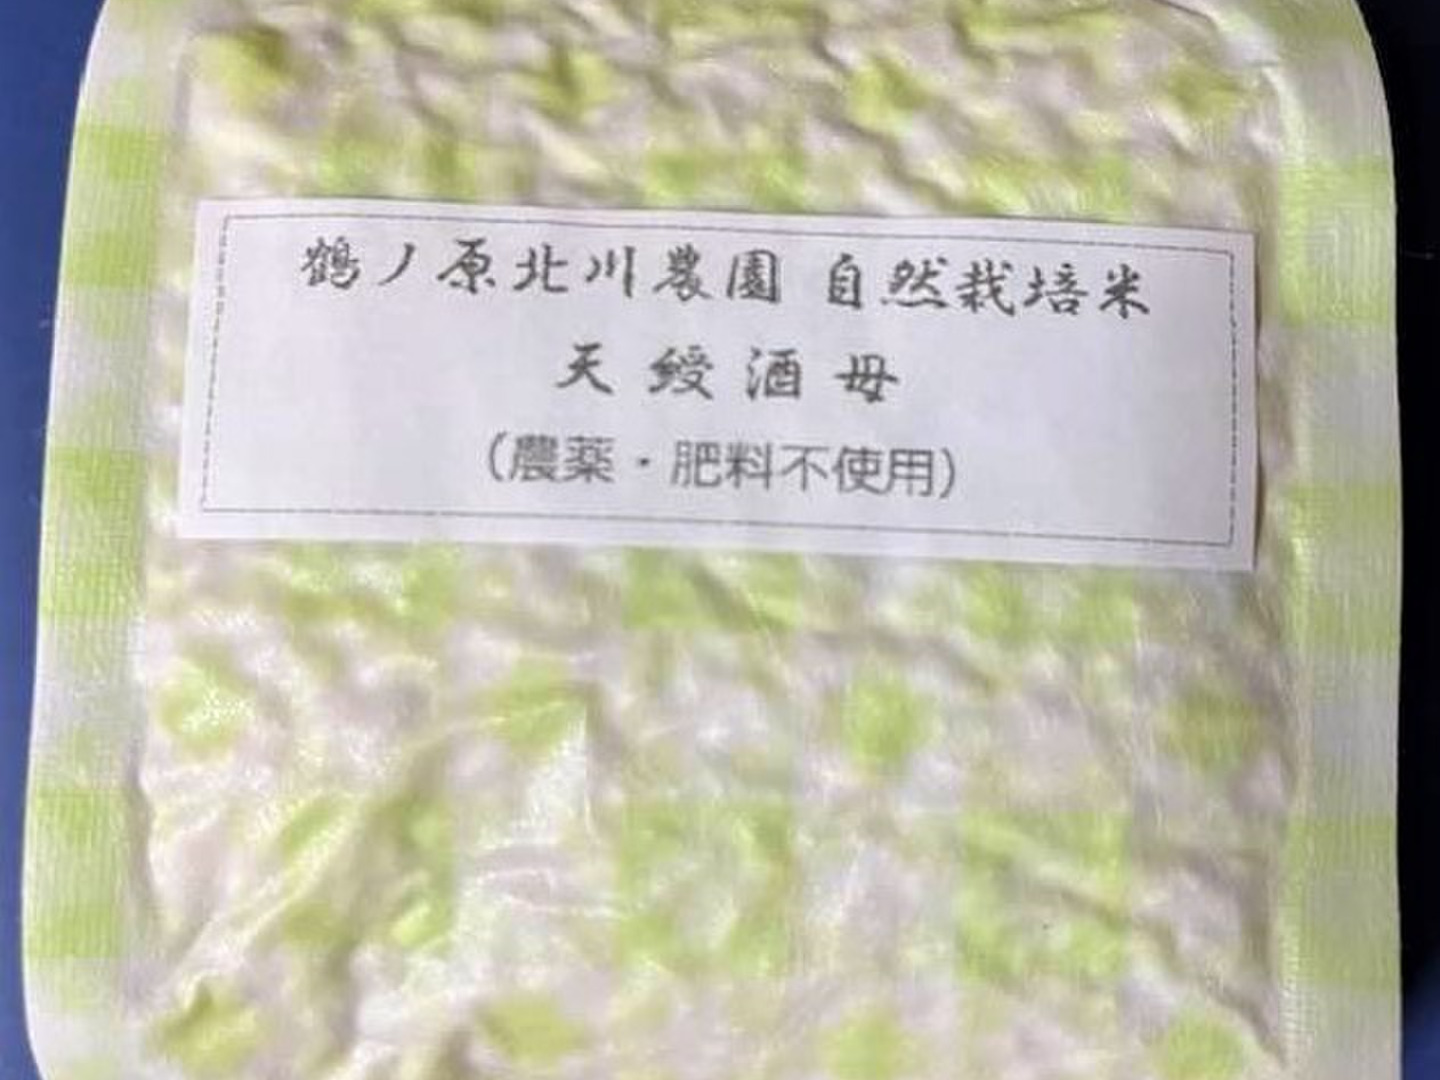 鶴ノ原北川農園 自然栽培米
天綬酒母
（農薬・肥料不使用）